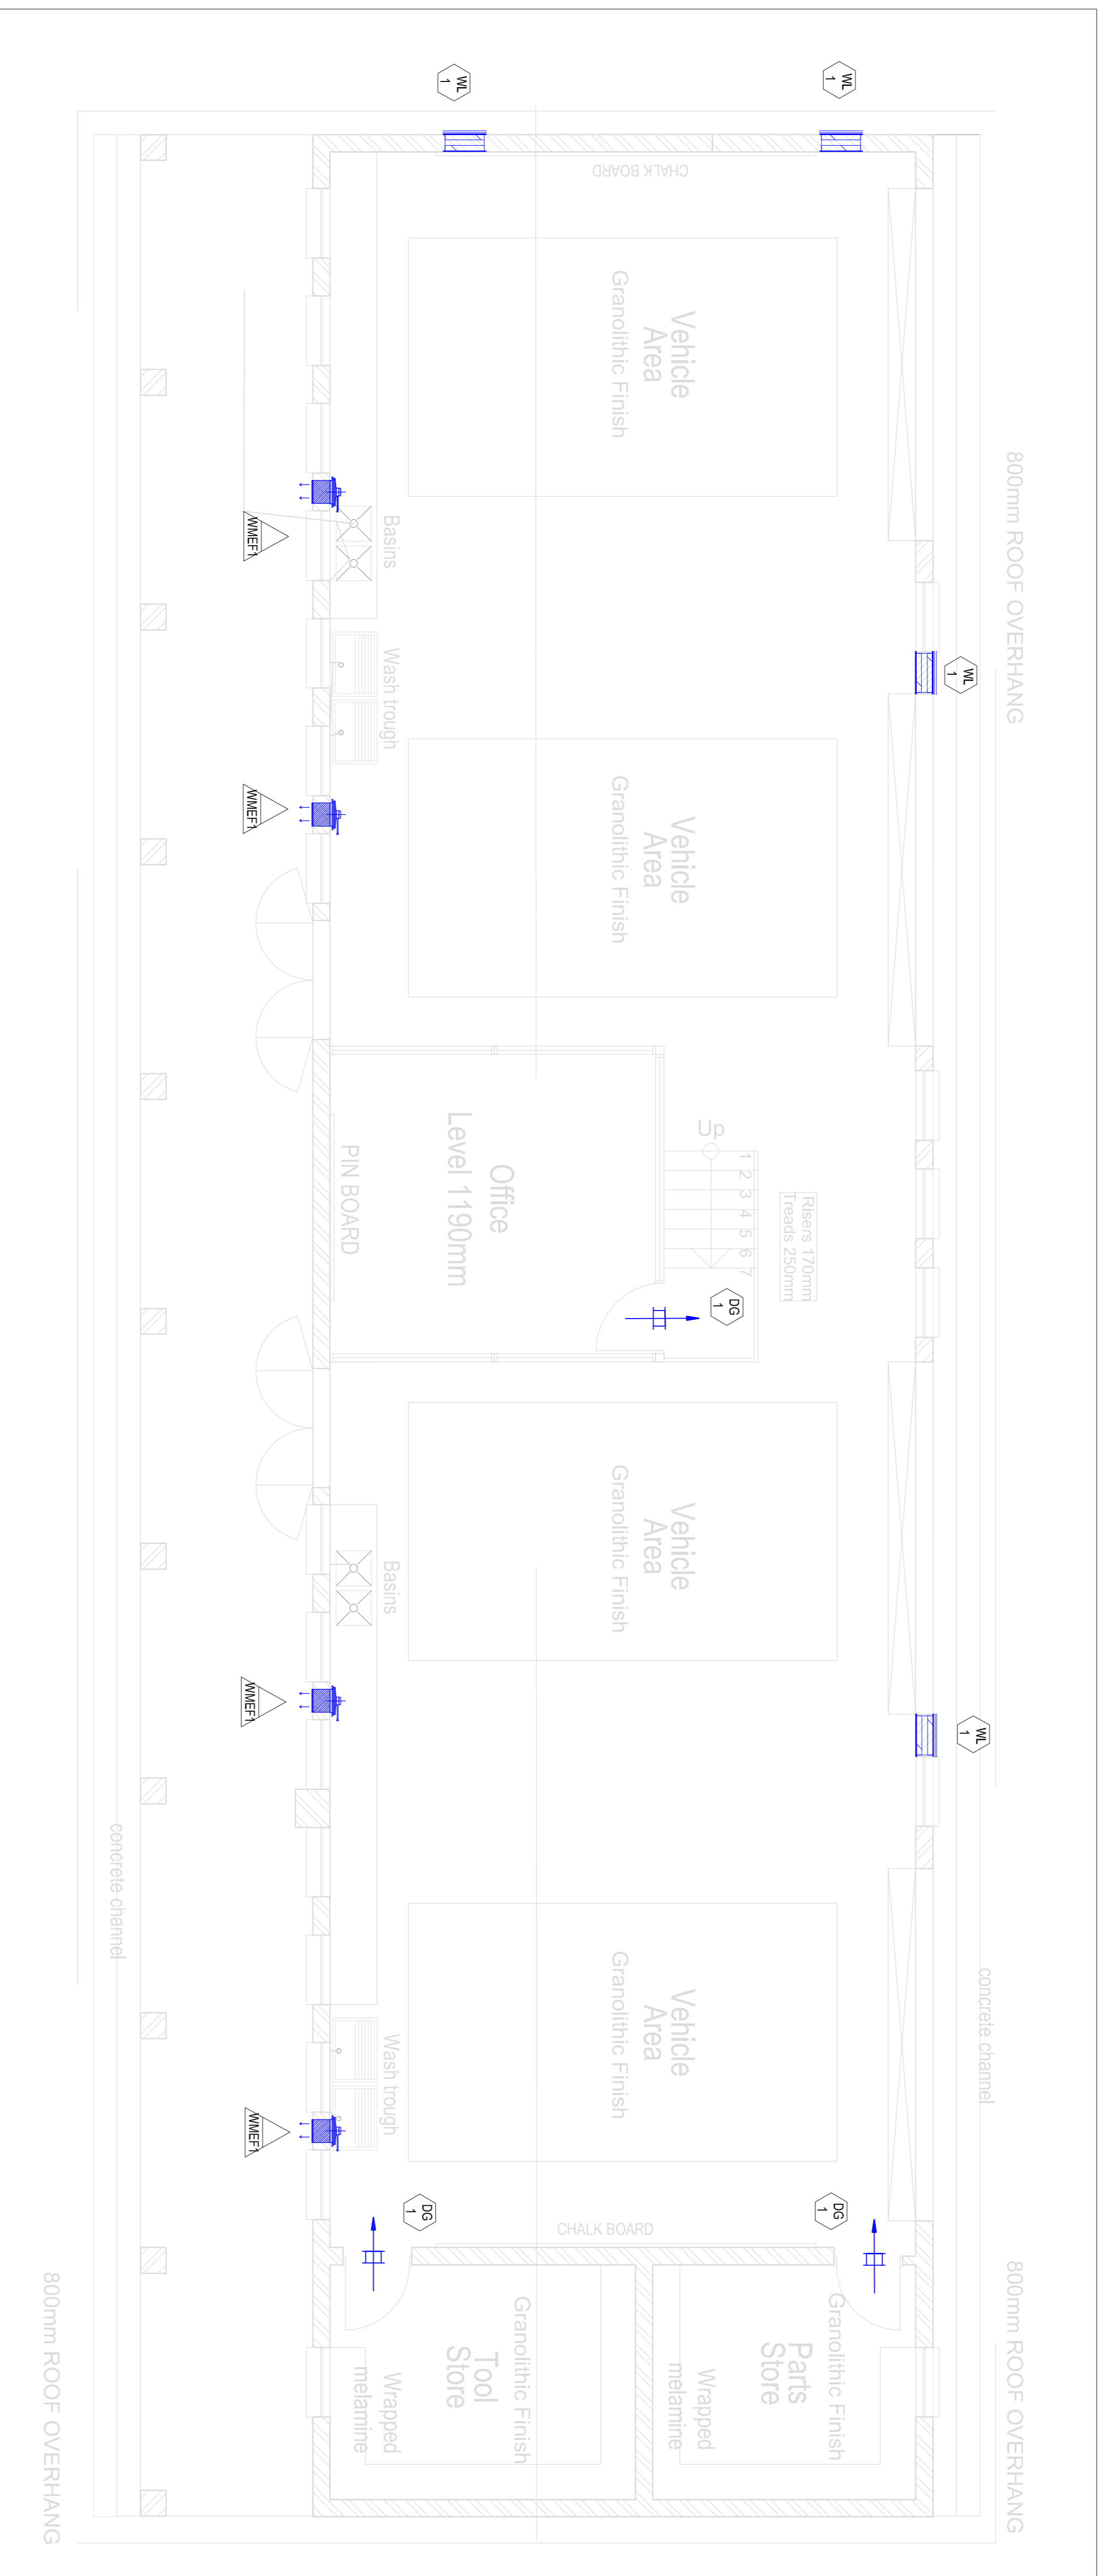 WL
1
WL
1
CHALK BOARD
Vehicle
Area
Granolithic Finish
800mm ROOF OVERHANG
WMEF1
Basins
Wash trough
WL
1
WMEF1
Vehicle
Area
Granolithic Finish
Office
Level 1190mm
PIN BOARD
Up
1 2 3 4 5 6 7
Risers 170mm
Treads 250mm
DG
1
Vehicle
Area
Granolithic Finish
Basins
WMEF1
WL
1
concrete channel
Vehicle
Area
Granolithic Finish
concrete channel
Wash trough
WMEF1
DG
1
DG
1
CHALK BOARD
Parts
Store
Granolithic Finish
Wrapped
melamine
Tool
Store
Granolithic Finish
Wrapped
melamine
800mm ROOF OVERHANG
800mm ROOF OVERHANG